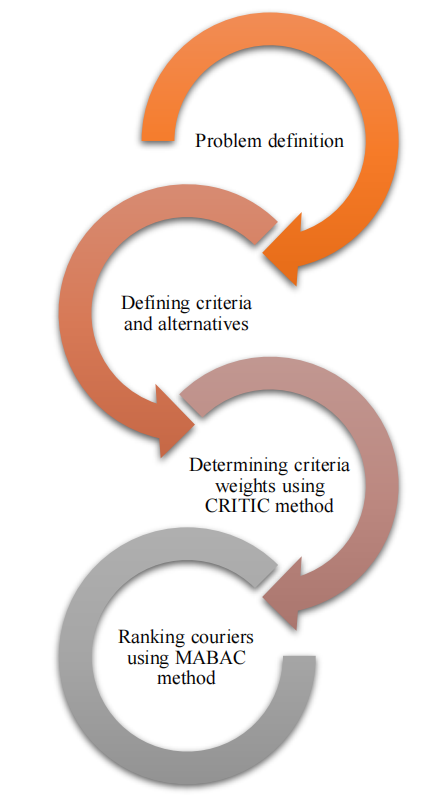 Problem definition
Defining criteria
and alternatives
Determining criteria
weights using
CRITIC method
Ranking couriers
using MABAC
method